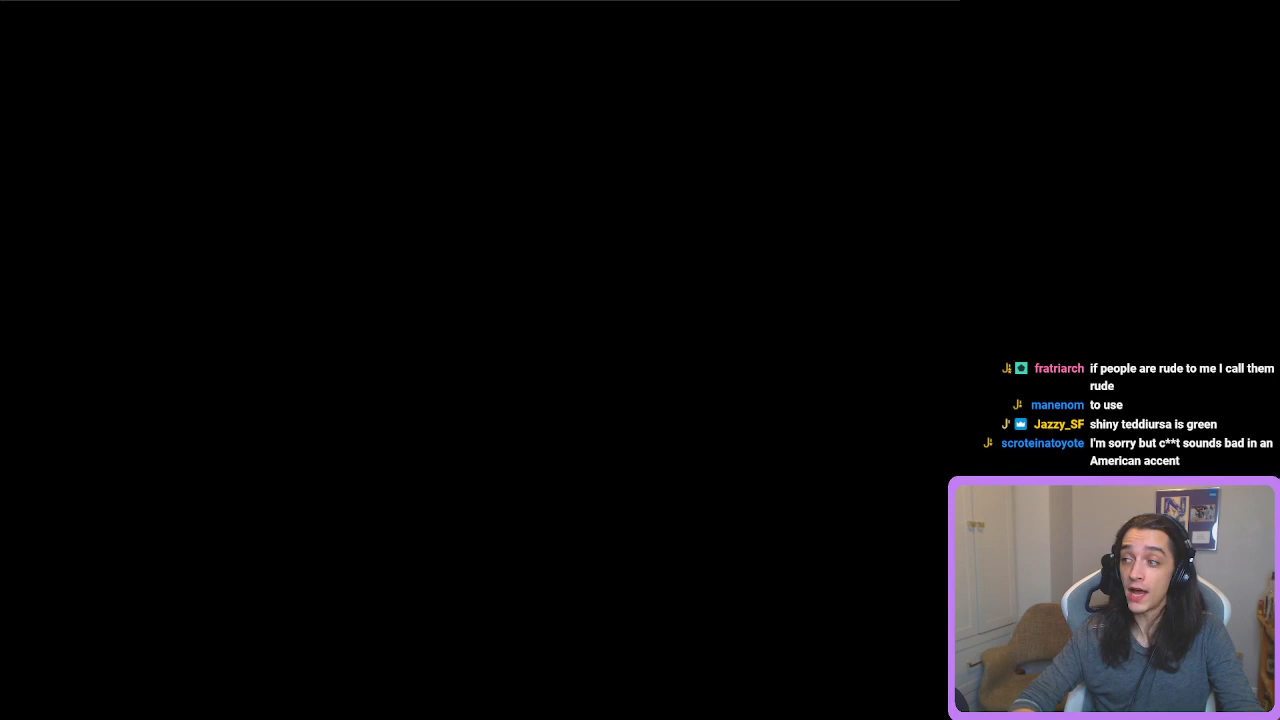 fratriarch if people are rude to me I call them
rude
manenom to use
Jazzy_SF shiny teddiursa is green
scroteinatoyote I'm sorry but c**t sounds bad in an
American accent